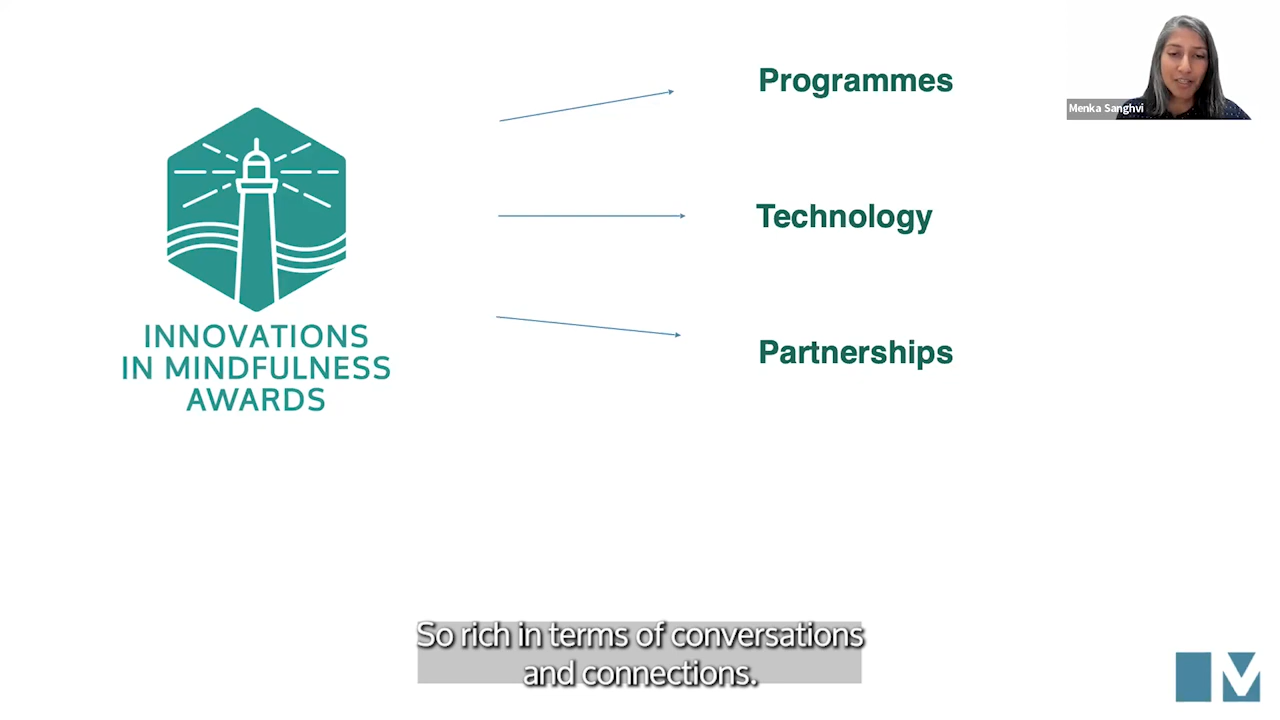 Programmes
Menka Sanghvi
Technology
Partnerships
INNOVATIONS
IN MINDFULNESS
AWARDS
So rich in terms of conversations
and connections.